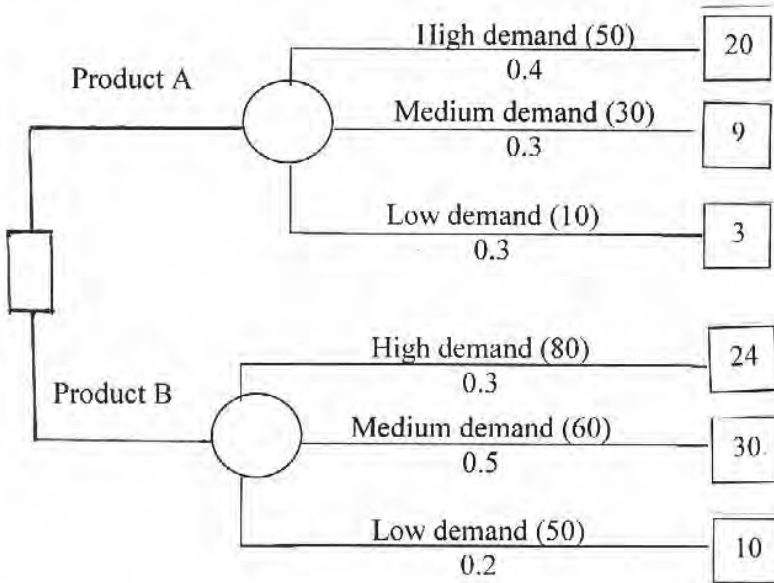 High demand (50)
20
0.4
Product A
Medium demand (30)
9
0.3
Low demand (10)
3
0.3
High demand (80)
24
0.3
Product B
Medium demand (60)
30.
0.5
Low demand (50)
10
0.2